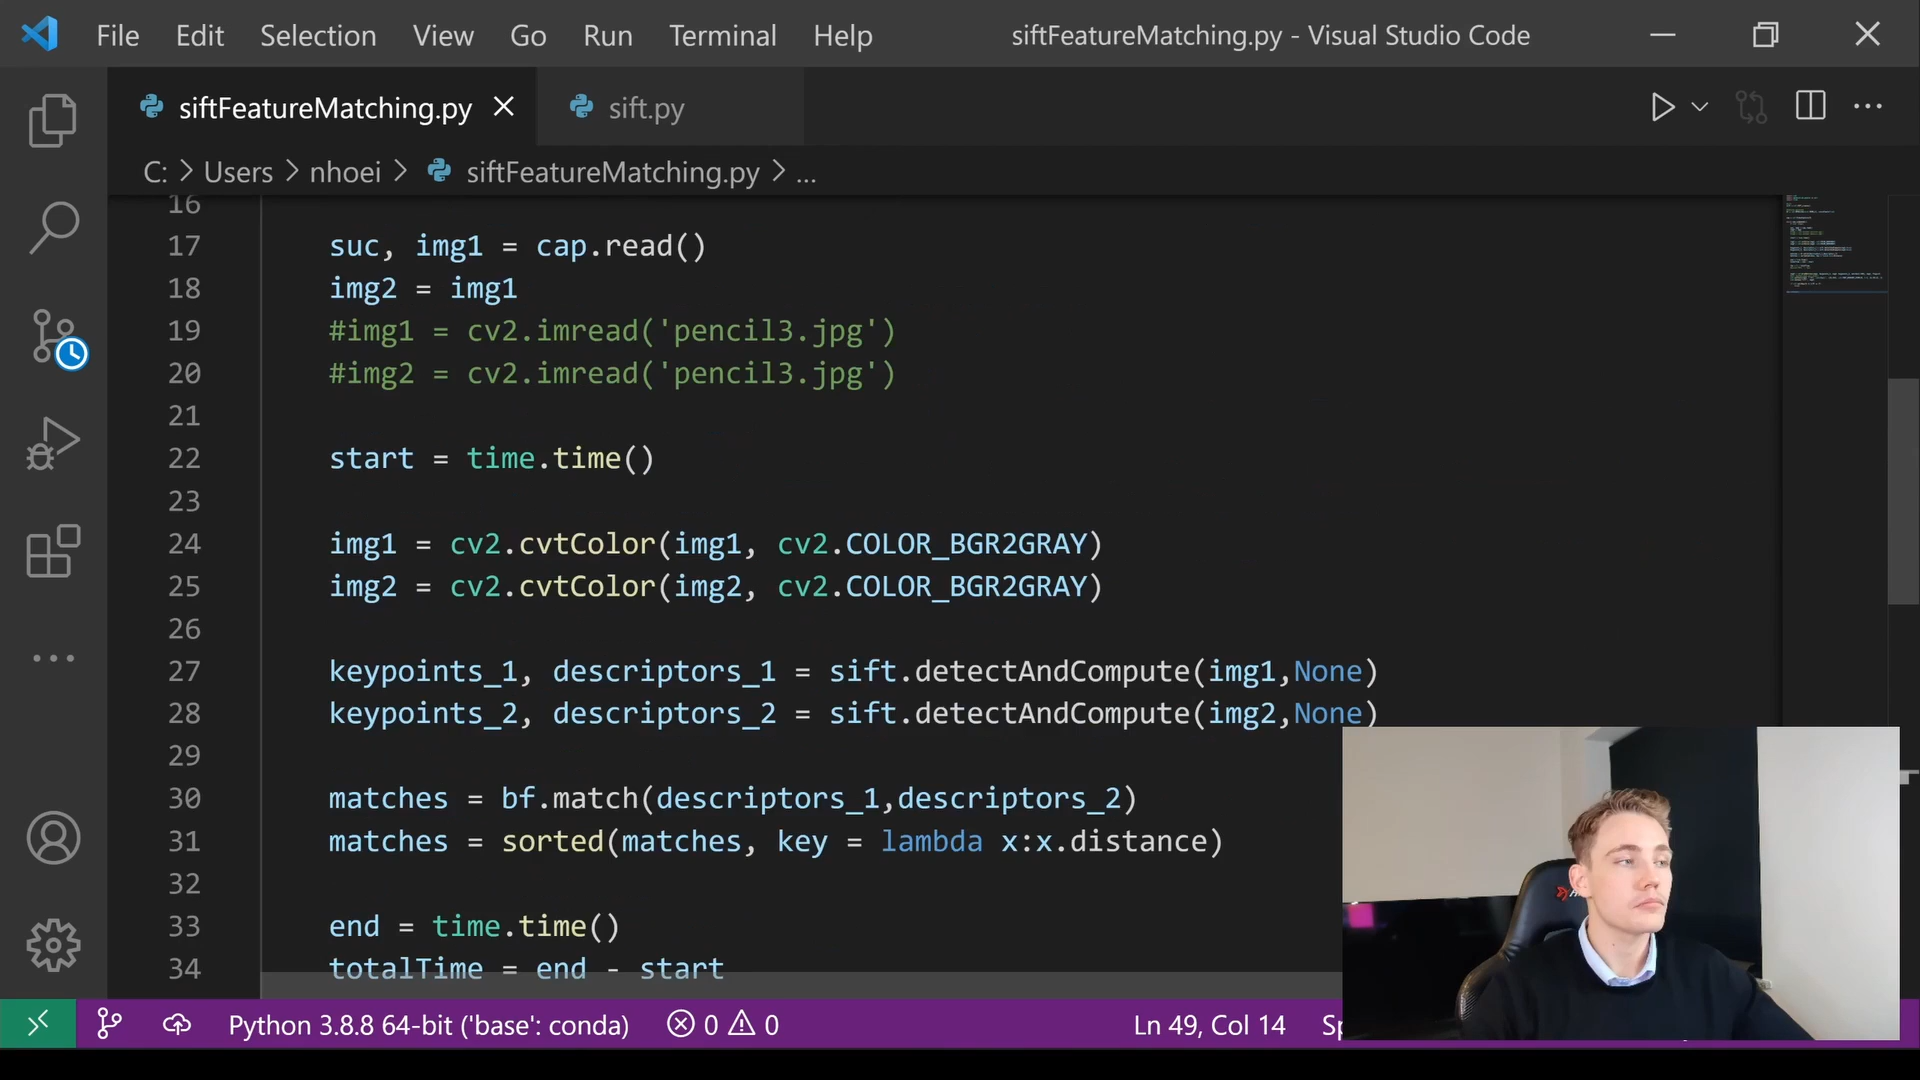 File Edit Selection View Go Run Terminal Help siftFeatureMatching.py - Visual Studio Code
siftFeatureMatching.py sift.py
C: > Users > nhoei > siftFeatureMatching.py > ...
16
17 suc, img1 = cap.read()
18 img2 = img1
19 #img1 = cv2.imread('pencil3.jpg')
20 #img2 = cv2.imread('pencil3.jpg')
21
22 start = time.time()
23
24 img1 = cv2.cvtColor(img1, cv2.COLOR_BGR2GRAY)
25 img2 = cv2.cvtColor(img2, cv2.COLOR_BGR2GRAY)
26
27 keypoints_1, descriptors_1 = sift.detectAndCompute(img1,None)
28 keypoints_2, descriptors_2 = sift.detectAndCompute(img2,None)
29
30 matches = bf.match(descriptors_1,descriptors_2)
31 matches = sorted(matches, key = lambda x:x.distance)
32
33 end = time.time()
34 totalTime = end - start
Python 3.8.8 64-bit ('base': conda) 0 0 Ln 49, Col 14